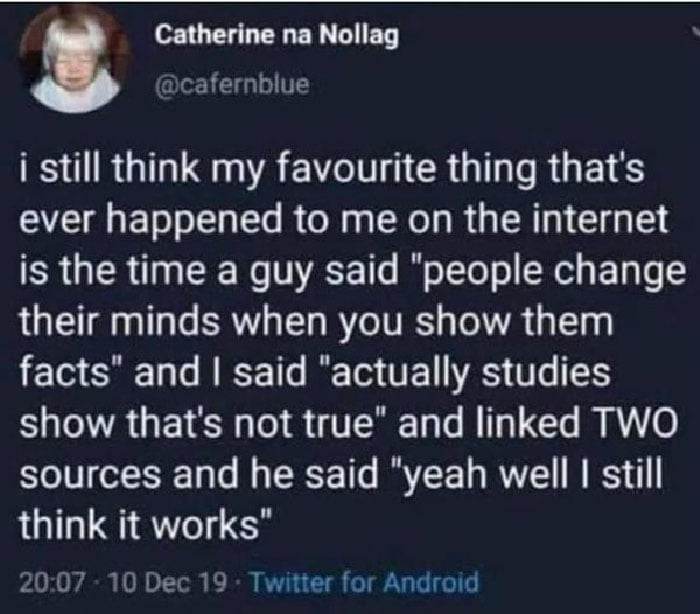 Catherine na Nollag
@cafernblue
i still think my favourite thing that's
ever happened to me on the internet
is the time a guy said "people change
their minds when you show them
facts" and I said "actually studies
show that's not true" and linked TWO
sources and he said "yeah well I still
think it works"
20:07 · 10 Dec 19 · Twitter for Android